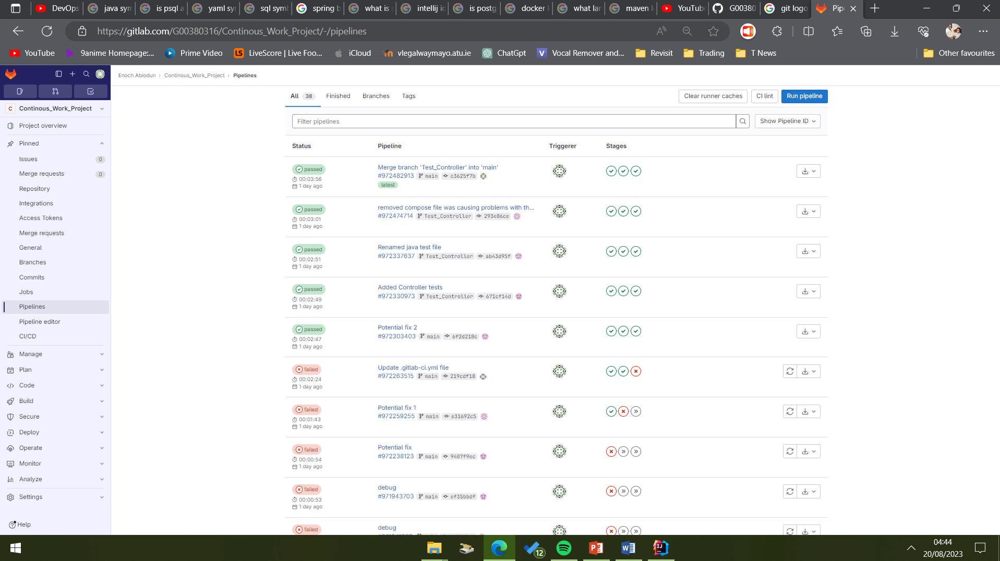 DevOps
java sym
is psql a
yaml sy
sql symb
spring b
what is s
intellij id
is postg
docker l
what lan
maven l
YouTube
G00380
git logo
Pip
https://gitlab.com/G00380316/Continous_Work_Project/-/pipelines
YouTube
9anime Homepage:...
Prime Video
LS LiveScore | Live Foo...
iCloud
vlegalwaymayo.atu.ie
ChatGpt
V Vocal Remover and...
Revisit
Trading
T News
Other favourites
Enoch Abiodun › Continous_Work_Project › Pipelines
C Continous_Work_Project
Project overview
Pinned
Issues 0
Merge requests 0
Repository
Integrations
Access Tokens
Merge requests
General
Branches
Commits
Jobs
Pipelines
Pipeline editor
CI/CD
Manage
Plan
Code
Build
Secure
Deploy
Operate
Monitor
Analyze
Settings
Help
All 38 Finished Branches Tags
Clear runner caches CI lint Run pipeline
Filter pipelines Show Pipeline ID
Status Pipeline Triggerer Stages
passed
00:03:56
1 day ago
Merge branch 'Test_Controller' into 'main'
#972482913 main c3625f7b
latest
passed
00:03:01
1 day ago
removed compose file was causing problems with th...
#972474714 Test_Controller 293e86ce
passed
00:02:51
1 day ago
Renamed java test file
#972337637 Test_Controller ab43d95f
passed
00:02:49
1 day ago
Added Controller tests
#972330973 Test_Controller 671cf14d
passed
00:02:47
1 day ago
Potential fix 2
#972303403 main 6f2d218c
failed
00:02:24
1 day ago
Update .gitlab-ci.yml file
#972263515 main 219cdf18
failed
00:01:43
1 day ago
Potential fix 1
#972259255 main e31692c5
failed
00:00:54
1 day ago
Potential fix
#972238123 main 9407f9ec
failed
00:00:53
1 day ago
debug
#971943703 main ef35bbdf
failed
debug
12
04:44
20/08/2023